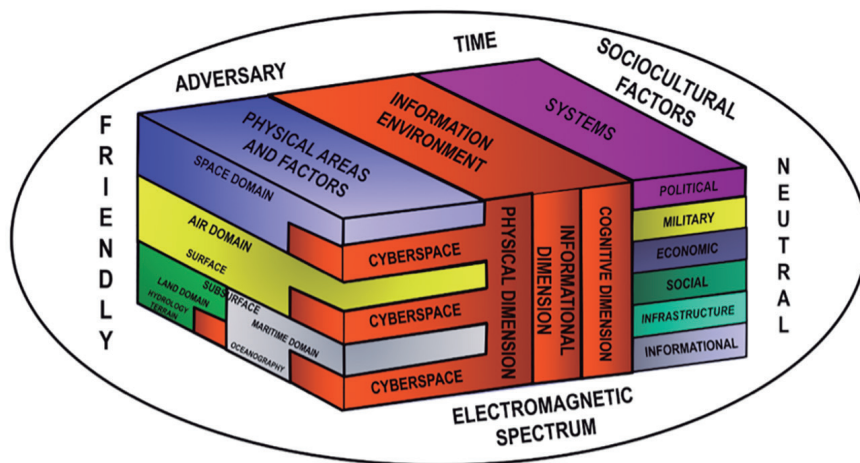 TIME
ADVERSARY
SOCIOCULTURAL
FACTORS
FRIENDLY
NEUTRAL
PHYSICAL AREAS
AND FACTORS
INFORMATION
ENVIRONMENT
SYSTEMS
SPACE DOMAIN
AIR DOMAIN
SURFACE
SUBSURFACE
LAND DOMAIN
HYDROLOGY
TERRAIN
MARITIME DOMAIN
OCEANOGRAPHY
CYBERSPACE
CYBERSPACE
CYBERSPACE
PHYSICAL DIMENSION
INFORMATIONAL
DIMENSION
COGNITIVE DIMENSION
POLITICAL
MILITARY
ECONOMIC
SOCIAL
INFRASTRUCTURE
INFORMATIONAL
ELECTROMAGNETIC
SPECTRUM